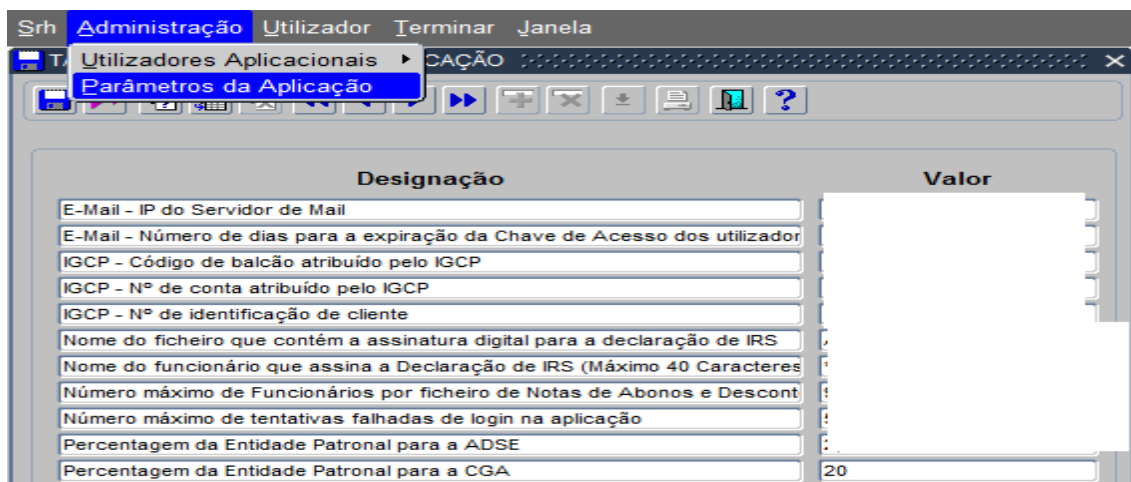 Srh Administração Utilizador Terminar Janela
Utilizadores Aplicacionais
Parâmetros da Aplicação
Designação Valor
E-Mail - IP do Servidor de Mail
E-Mail - Número de dias para a expiração da Chave de Acesso dos utilizador
IGCP - Código de balcão atribuído pelo IGCP
IGCP - Nº de conta atribuído pelo IGCP
IGCP - Nº de identificação de cliente
Nome do ficheiro que contém a assinatura digital para a declaração de IRS
Nome do funcionário que assina a Declaração de IRS (Máximo 40 Caracteres
Número máximo de Funcionários por ficheiro de Notas de Abonos e Descont
Número máximo de tentativas falhadas de login na aplicação
Percentagem da Entidade Patronal para a ADSE
Percentagem da Entidade Patronal para a CGA 20